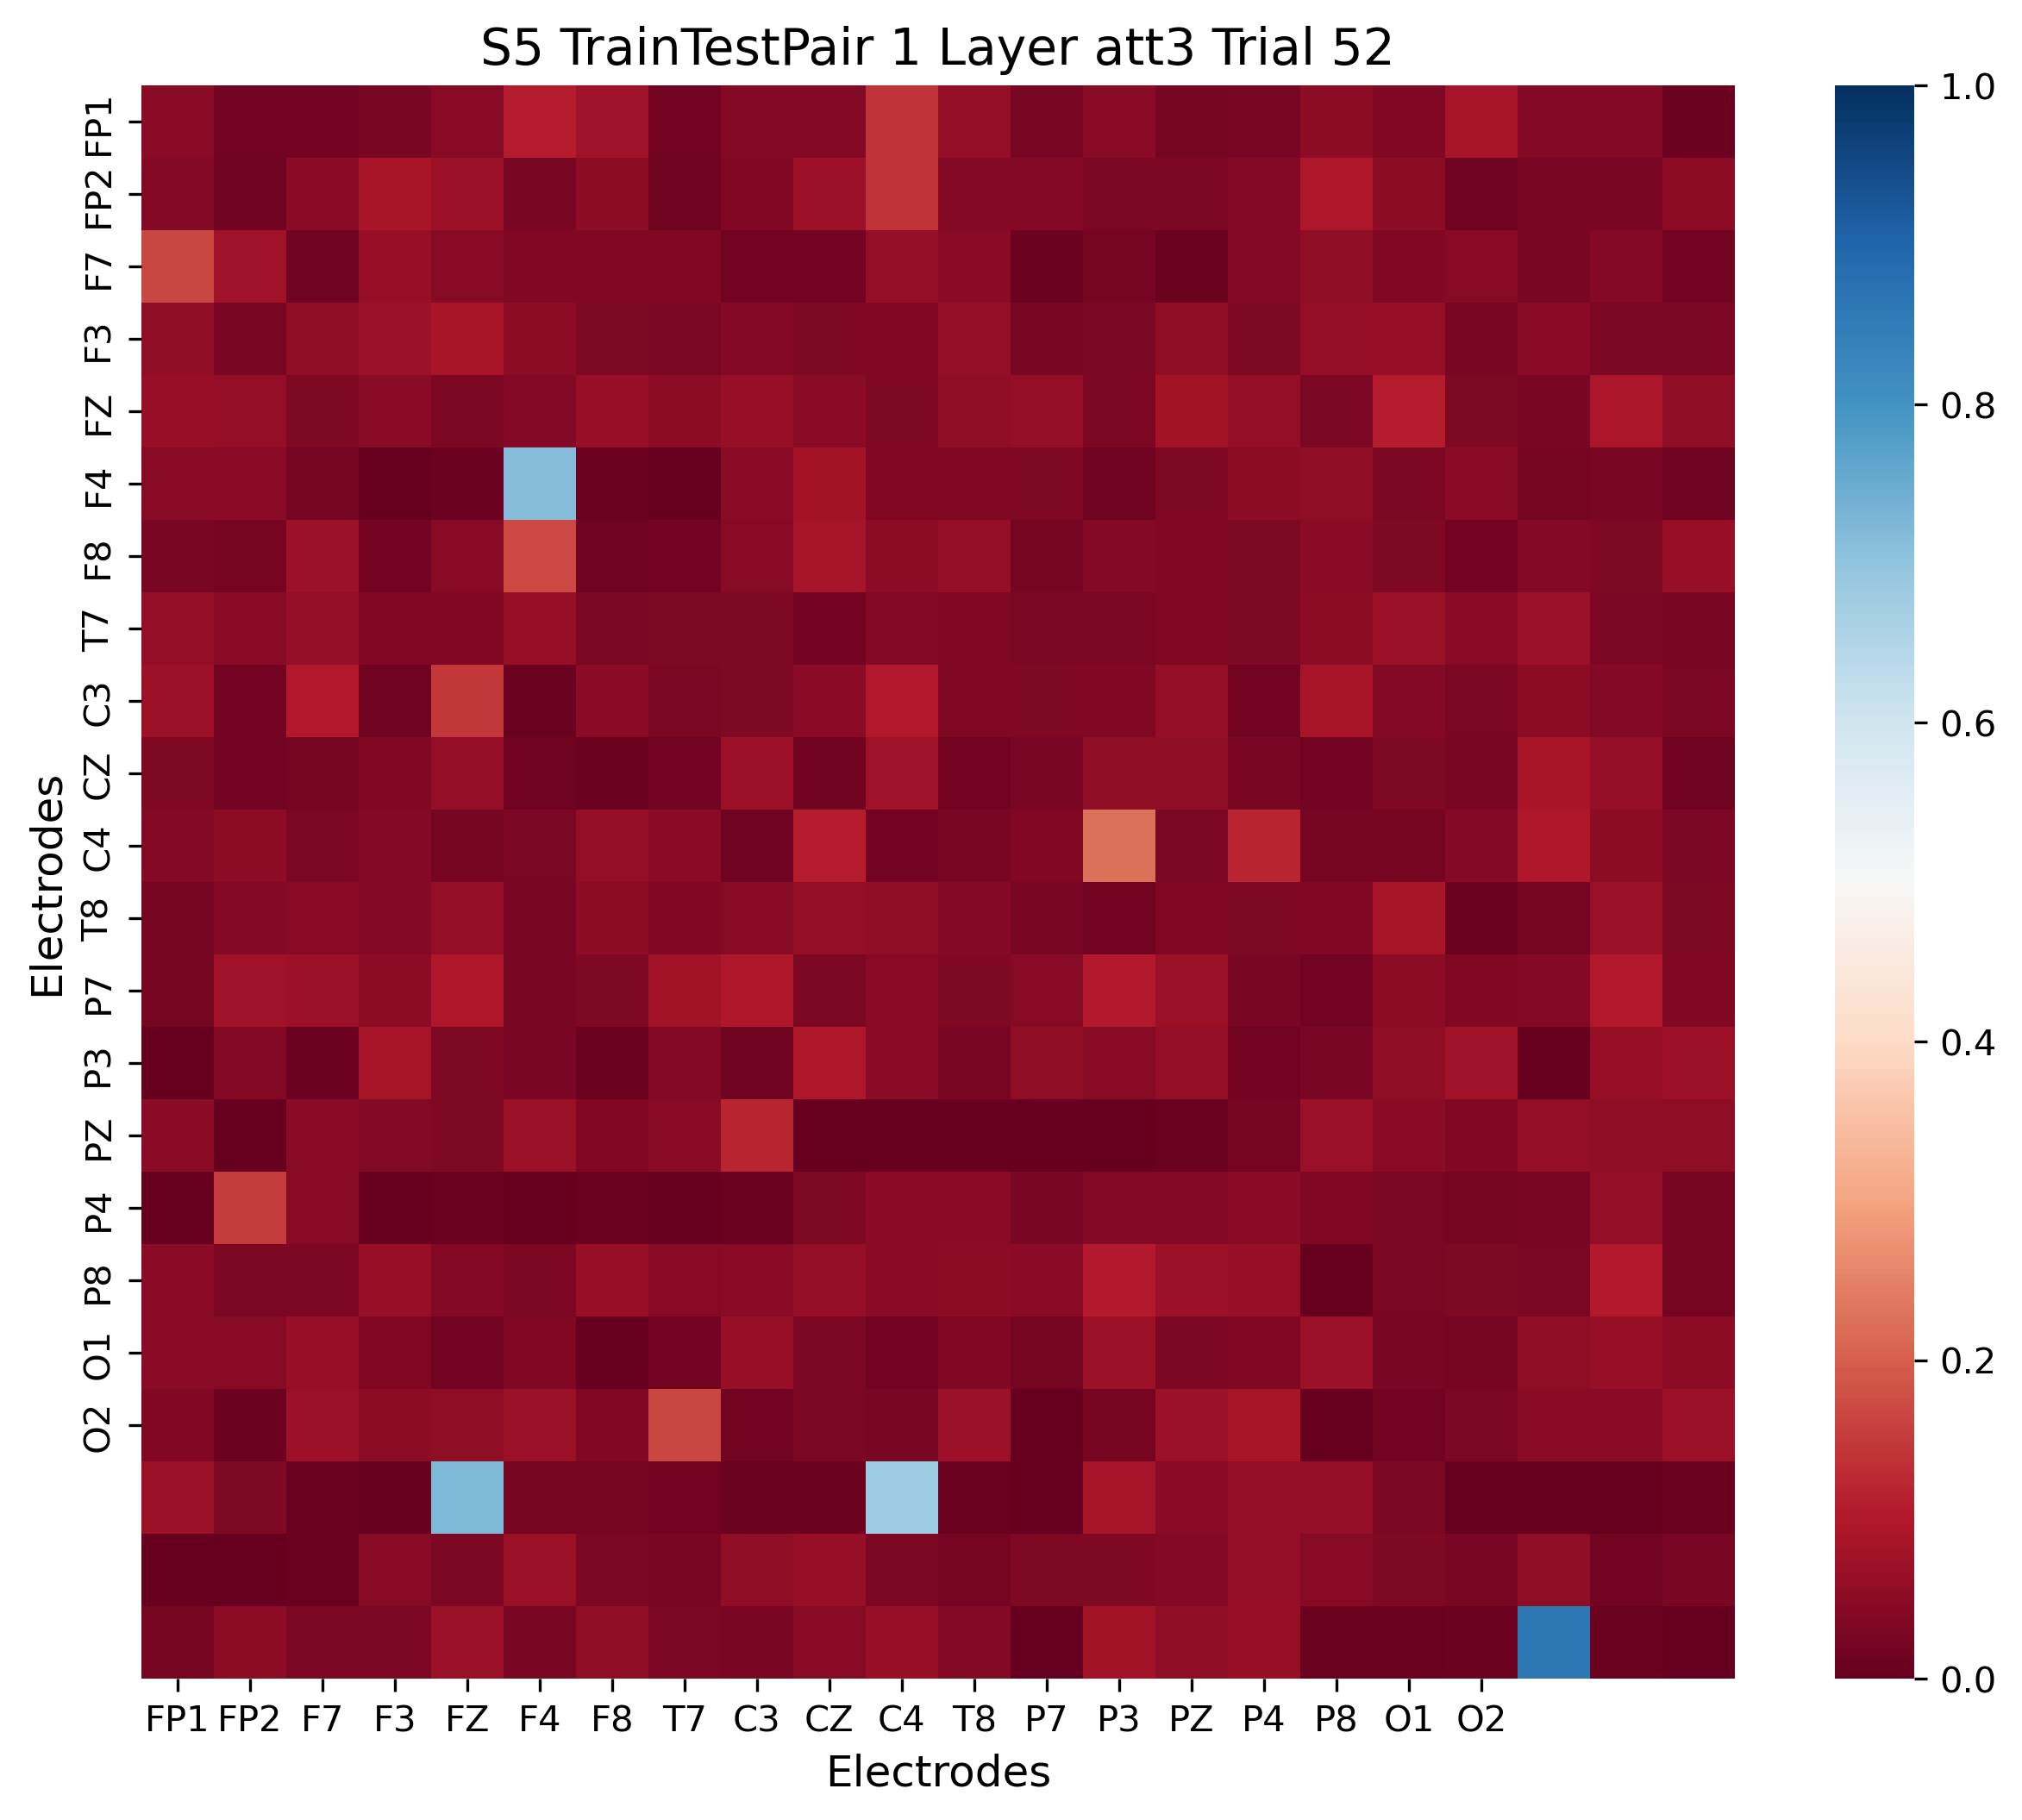 S5 TrainTestPair 1 Layer att3 Trial 52
Electrodes
FP1
FP2
F7
F3
FZ
F4
F8
T7
C3
CZ
C4
T8
P7
P3
PZ
P4
P8
O1
O2
FP1 FP2 F7 F3 FZ F4 F8 T7 C3 CZ C4 T8 P7 P3 PZ P4 P8 O1 O2
Electrodes
1.0
0.8
0.6
0.4
0.2
0.0